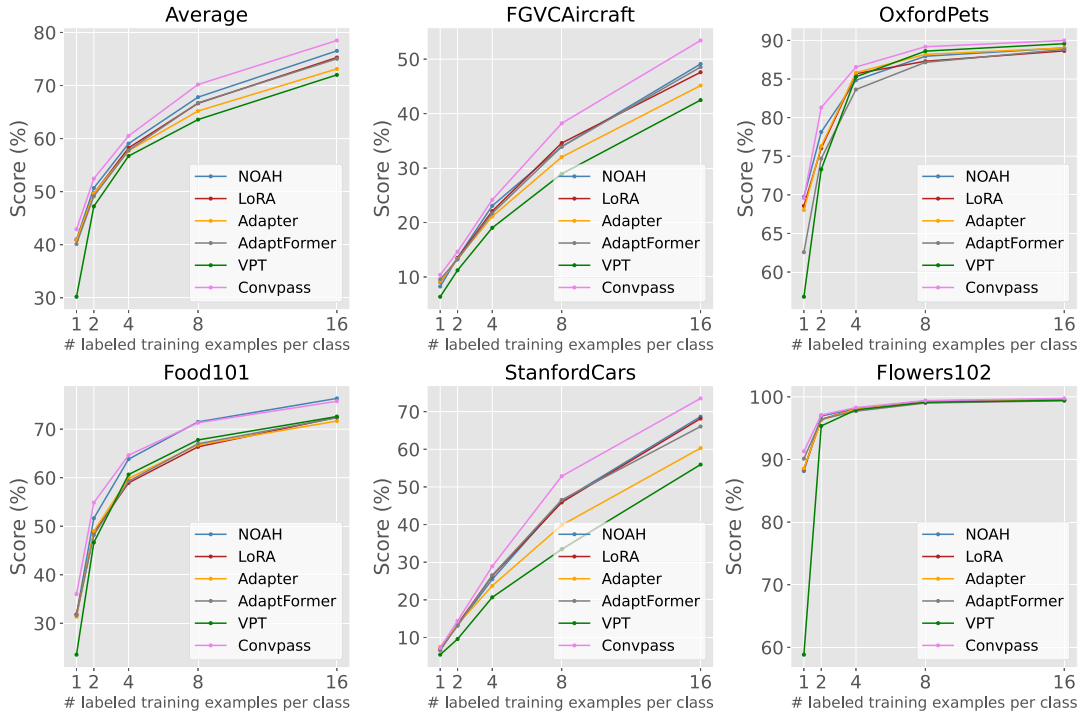 Average
80
70
60
50
40
30
Score (%)
NOAH
LoRA
Adapter
AdaptFormer
VPT
Convpass
1 2 4 8 16
# labeled training examples per class
FGVCAircraft
50
40
30
20
10
Score (%)
NOAH
LoRA
Adapter
AdaptFormer
VPT
Convpass
1 2 4 8 16
# labeled training examples per class
OxfordPets
90
85
80
75
70
65
60
Score (%)
NOAH
LoRA
Adapter
AdaptFormer
VPT
Convpass
1 2 4 8 16
# labeled training examples per class
Food101
70
60
50
40
30
Score (%)
NOAH
LoRA
Adapter
AdaptFormer
VPT
Convpass
1 2 4 8 16
# labeled training examples per class
StanfordCars
70
60
50
40
30
20
10
Score (%)
NOAH
LoRA
Adapter
AdaptFormer
VPT
Convpass
1 2 4 8 16
# labeled training examples per class
Flowers102
100
90
80
70
60
Score (%)
NOAH
LoRA
Adapter
AdaptFormer
VPT
Convpass
1 2 4 8 16
# labeled training examples per class